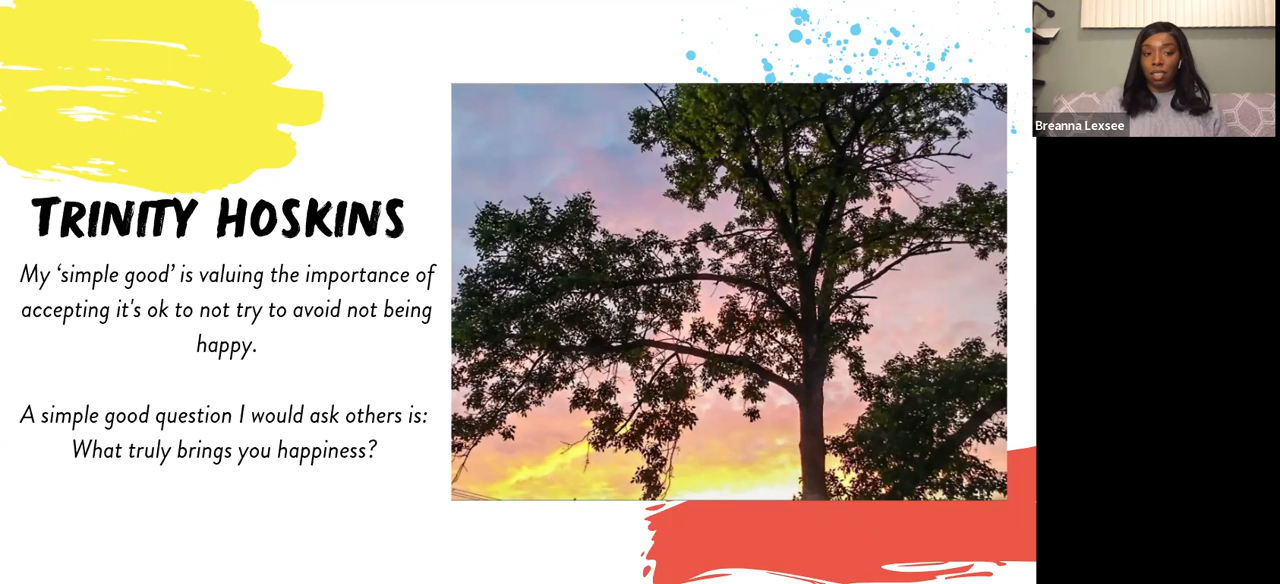 TRINITY HOSKINS
My ‘simple good’ is valuing the importance of
accepting it's ok to not try to avoid not being
happy.
A simple good question I would ask others is:
What truly brings you happiness?
Breanna Lexsee